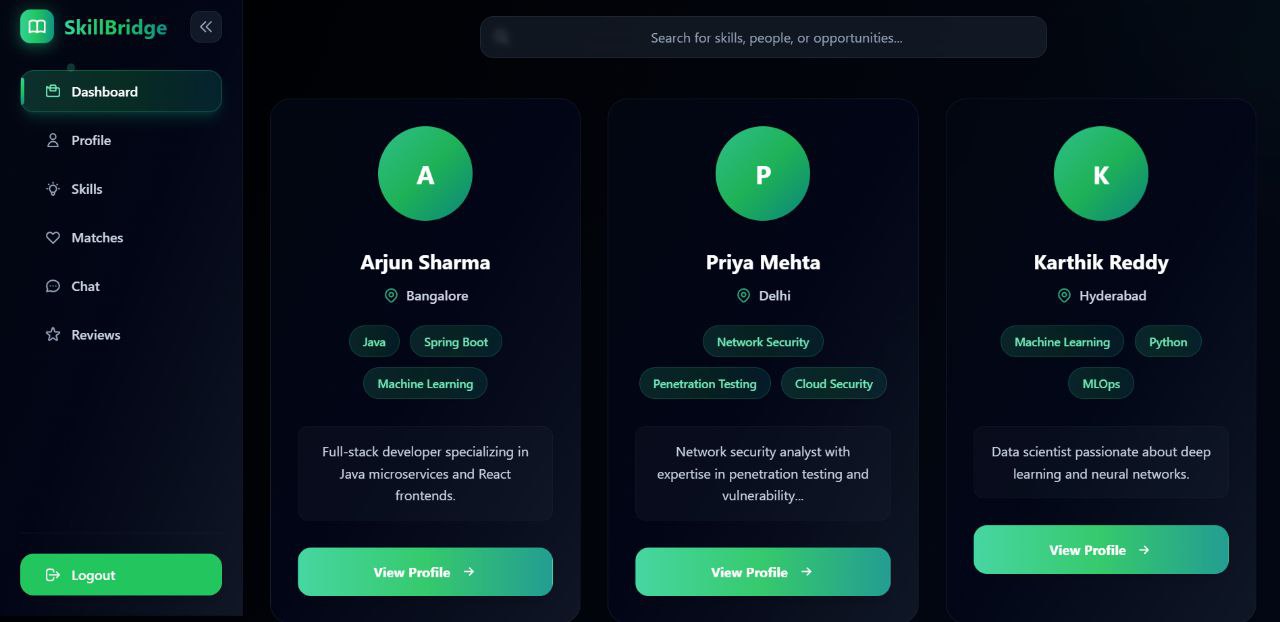 SkillBridge
Dashboard
Profile
Skills
Matches
Chat
Reviews
Logout
Search for skills, people, or opportunities...
A
Arjun Sharma
Bangalore
Java
Spring Boot
Machine Learning
Full-stack developer specializing in
Java microservices and React
frontends.
View Profile
P
Priya Mehta
Delhi
Network Security
Penetration Testing
Cloud Security
Network security analyst with
expertise in penetration testing and
vulnerability...
View Profile
K
Karthik Reddy
Hyderabad
Machine Learning
Python
MLOps
Data scientist passionate about deep
learning and neural networks.
View Profile